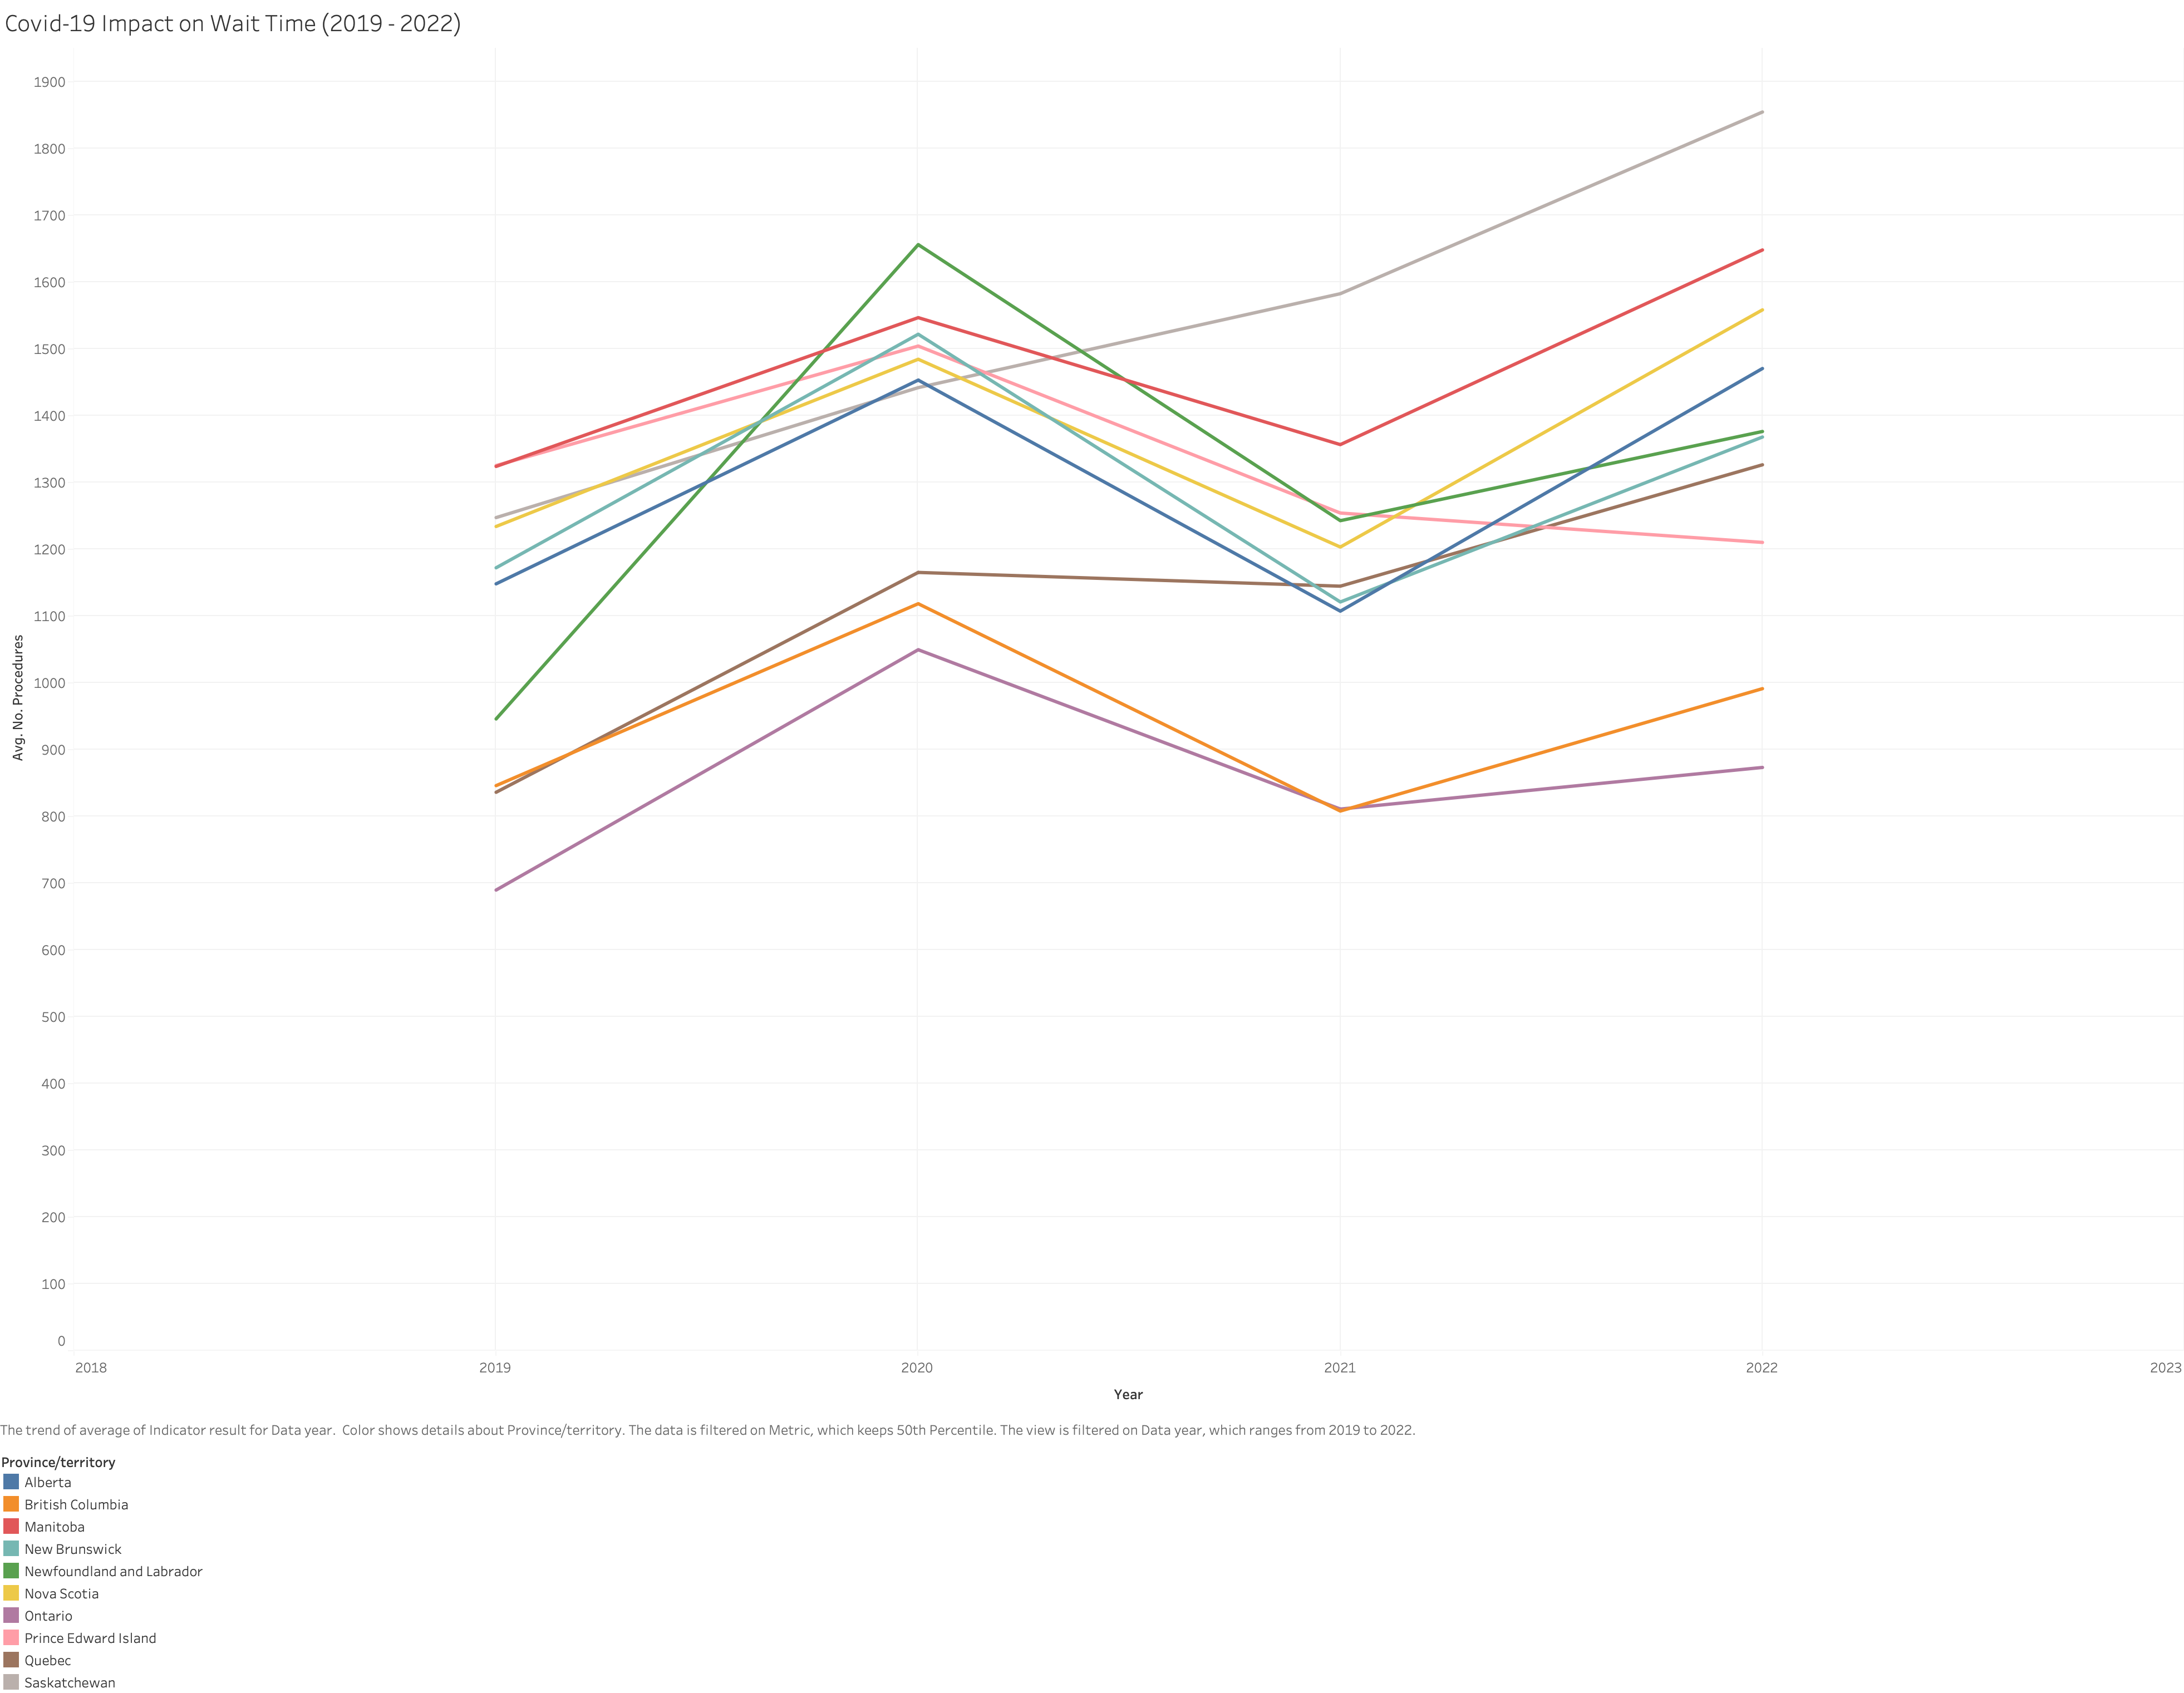 Covid-19 Impact on Wait Time (2019 - 2022)
1900
1800
1700
1600
1500
1400
1300
1200
1100
1000
900
800
700
600
500
400
300
200
100
0
Avg. No. Procedures
2018 2019 2020 2021 2022 2023
Year
The trend of average of Indicator result for Data year.  Color shows details about Province/territory. The data is filtered on Metric, which keeps 50th Percentile. The view is filtered on Data year, which ranges from 2019 to 2022.
Province/territory
Alberta
British Columbia
Manitoba
New Brunswick
Newfoundland and Labrador
Nova Scotia
Ontario
Prince Edward Island
Quebec
Saskatchewan